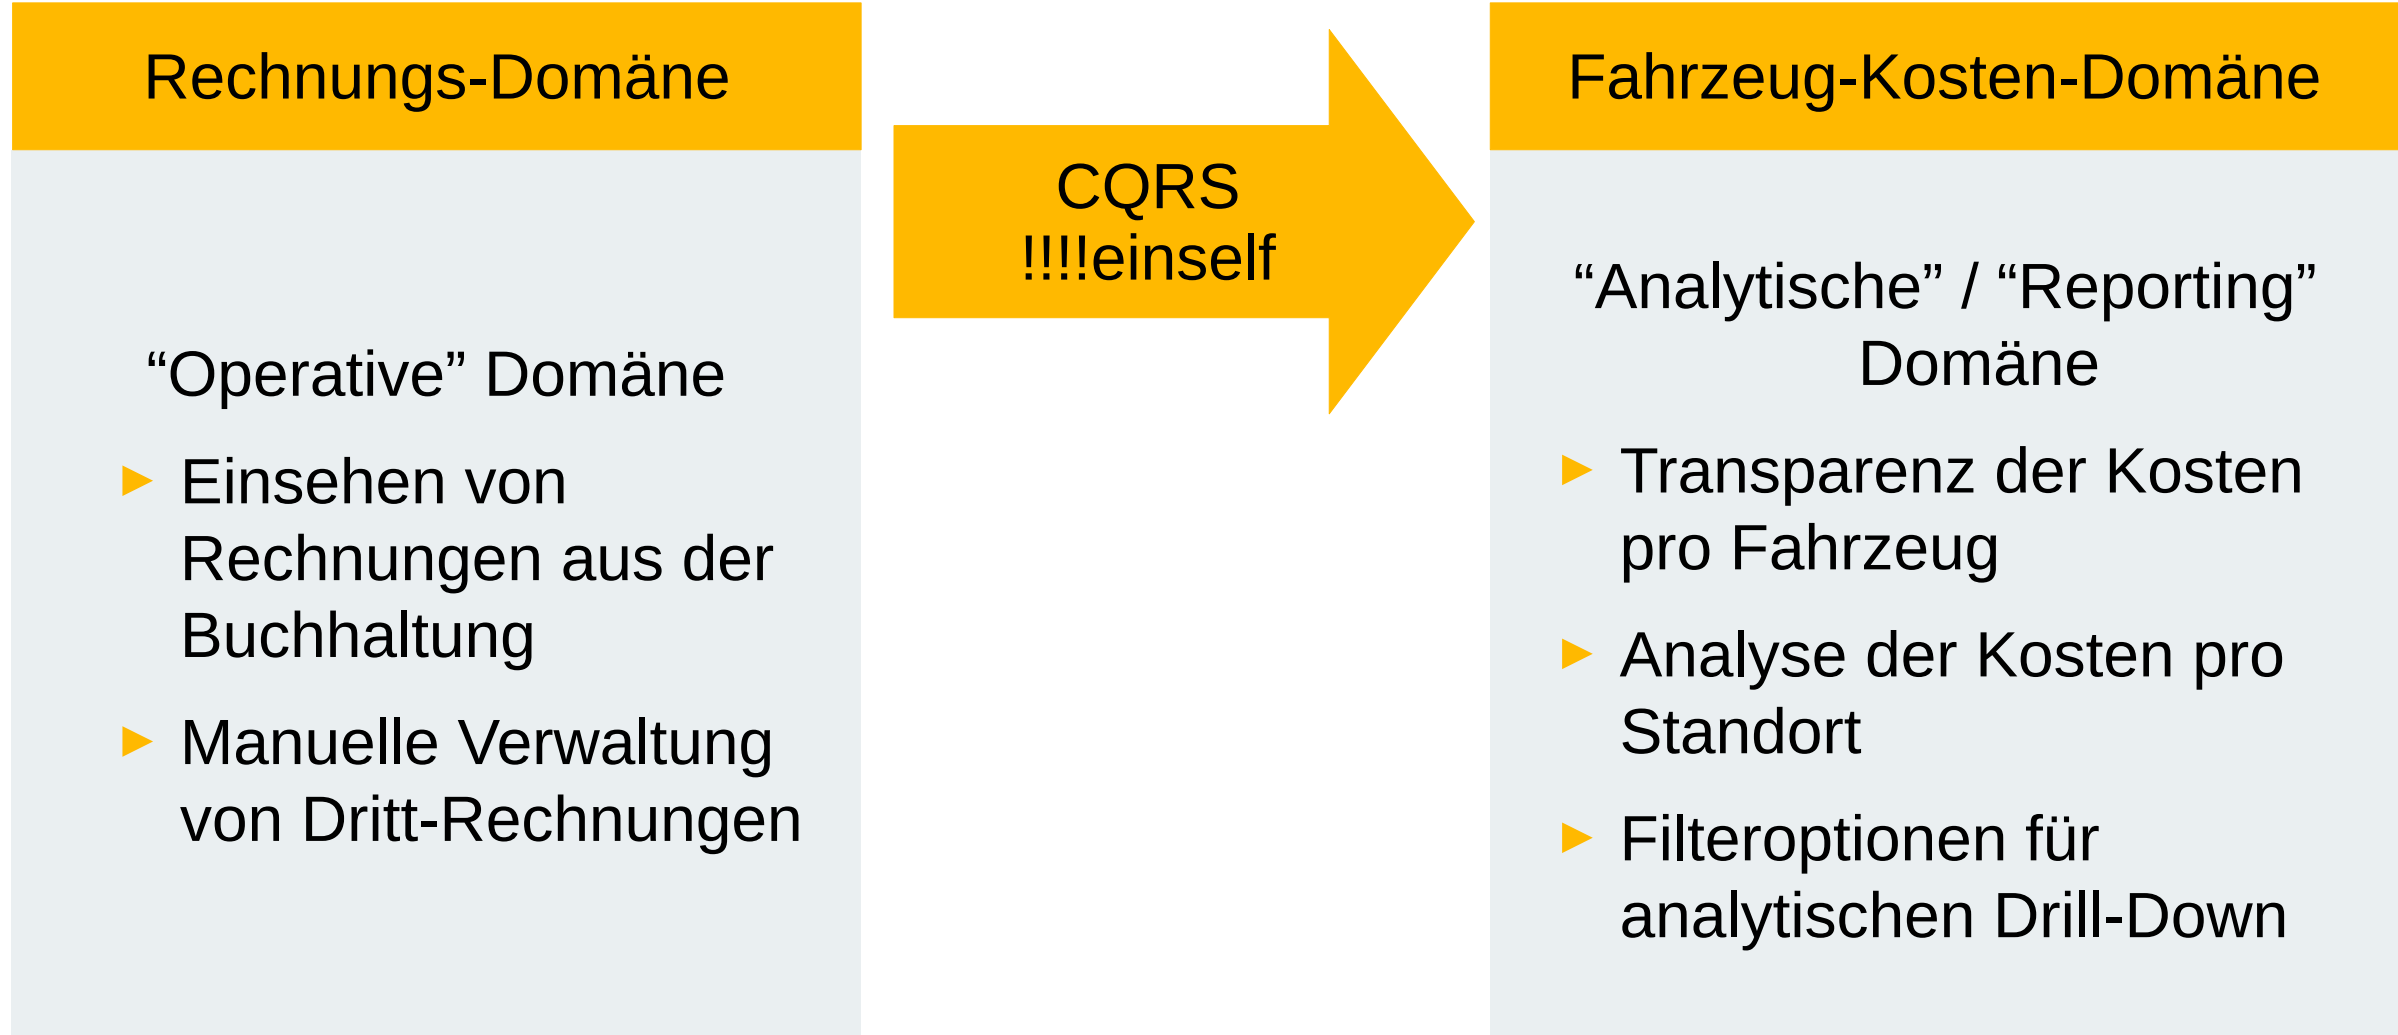 Rechnungs-Domäne
“Operative” Domäne
► Einsehen von
Rechnungen aus der
Buchhaltung
► Manuelle Verwaltung
von Dritt-Rechnungen
CQRS
!!!!einself
Fahrzeug-Kosten-Domäne
“Analytische” / “Reporting”
Domäne
► Transparenz der Kosten
pro Fahrzeug
► Analyse der Kosten pro
Standort
► Filteroptionen für
analytischen Drill-Down